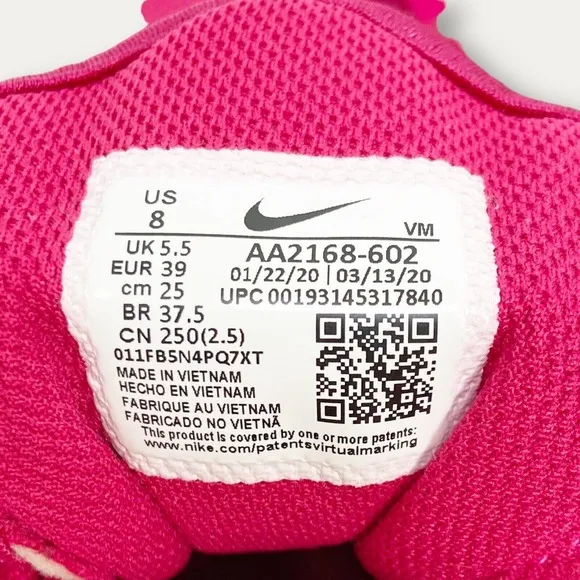 US
8
VM
UK 5.5
EUR 39
cm 25
BR 37.5
CN 250(2.5)
AA2168-602
01/22/20 | 03/13/20
UPC 00193145317840
011FB5N4PQ7XT
MADE IN VIETNAM
HECHO EN VIETNAM
FABRIQUE AU VIETNAM
FABRICADO NO VIETNÃ
This product is covered by one or more patents:
www.nike.com/patentsvirtualmarking